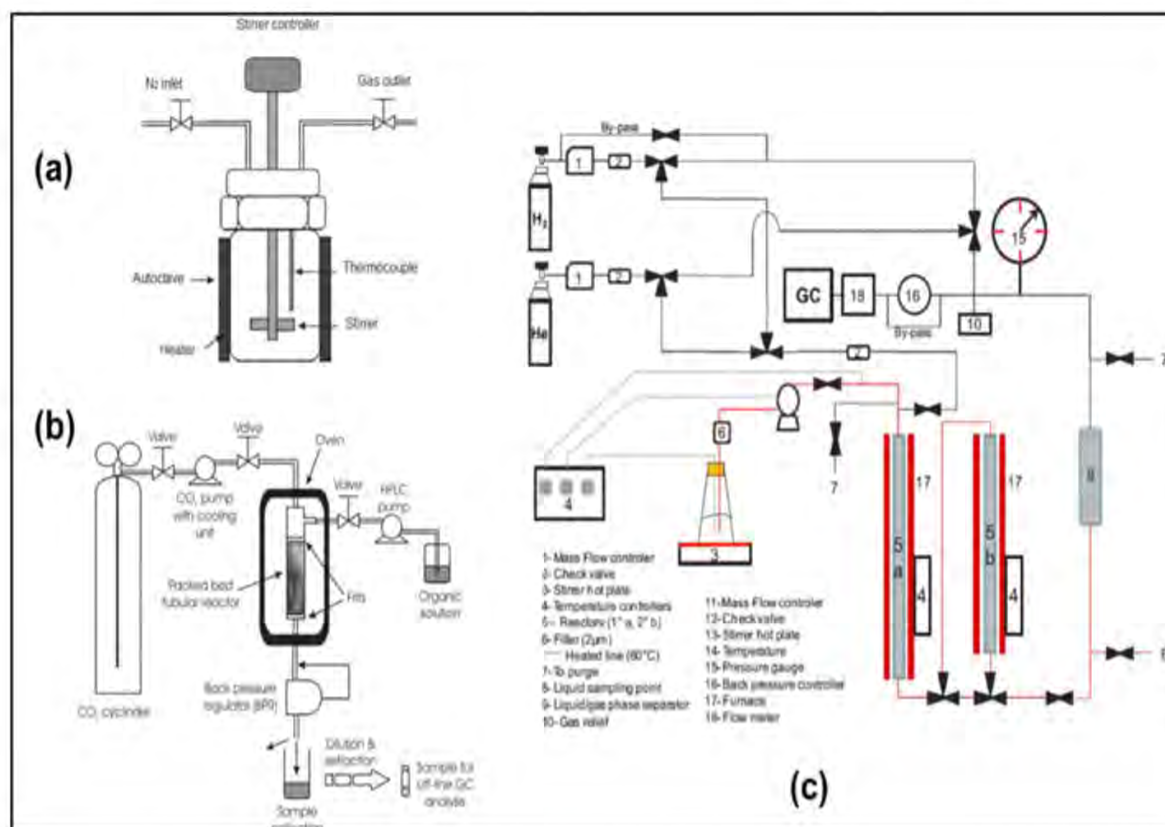 Stirrer controller
N₂ inlet
Gas outlet
(a)
Autoclave
Thermocouple
Stirrer
Heater
(b)
Valve
Valve
Oven
Valve
HPLC
pump
CO₂ pump
with cooling
unit
Packed bed
tubular reactor
Frits
Organic
solution
Back pressure
regulator (BPR)
CO₂ cyclinder
Dilution &
extraction
Sample for
off-line GC
analysis
Sample
By-pass
1
2
H₂
1
2
He
15
GC
18
16
10
By-pass
2
7
6
7
4
3
5
a
17
4
5
b
17
4
1- Mass Flow controler
2- Check valve
3- Stirrer hot plate
4- Temperature controllers
5- Reactors (1° a, 2° b)
6- Filter (2μm)
Heated line (60°C)
7- To purge
8- Liquid sampling point
9- Liquid/gas phase separator
10- Gas relief
11- Mass Flow controler
12- Check valve
13- Stirrer hot plate
14- Temperature
15- Pressure gauge
16- Back pressure controller
17- Furnace
18- Flow meter
(c)